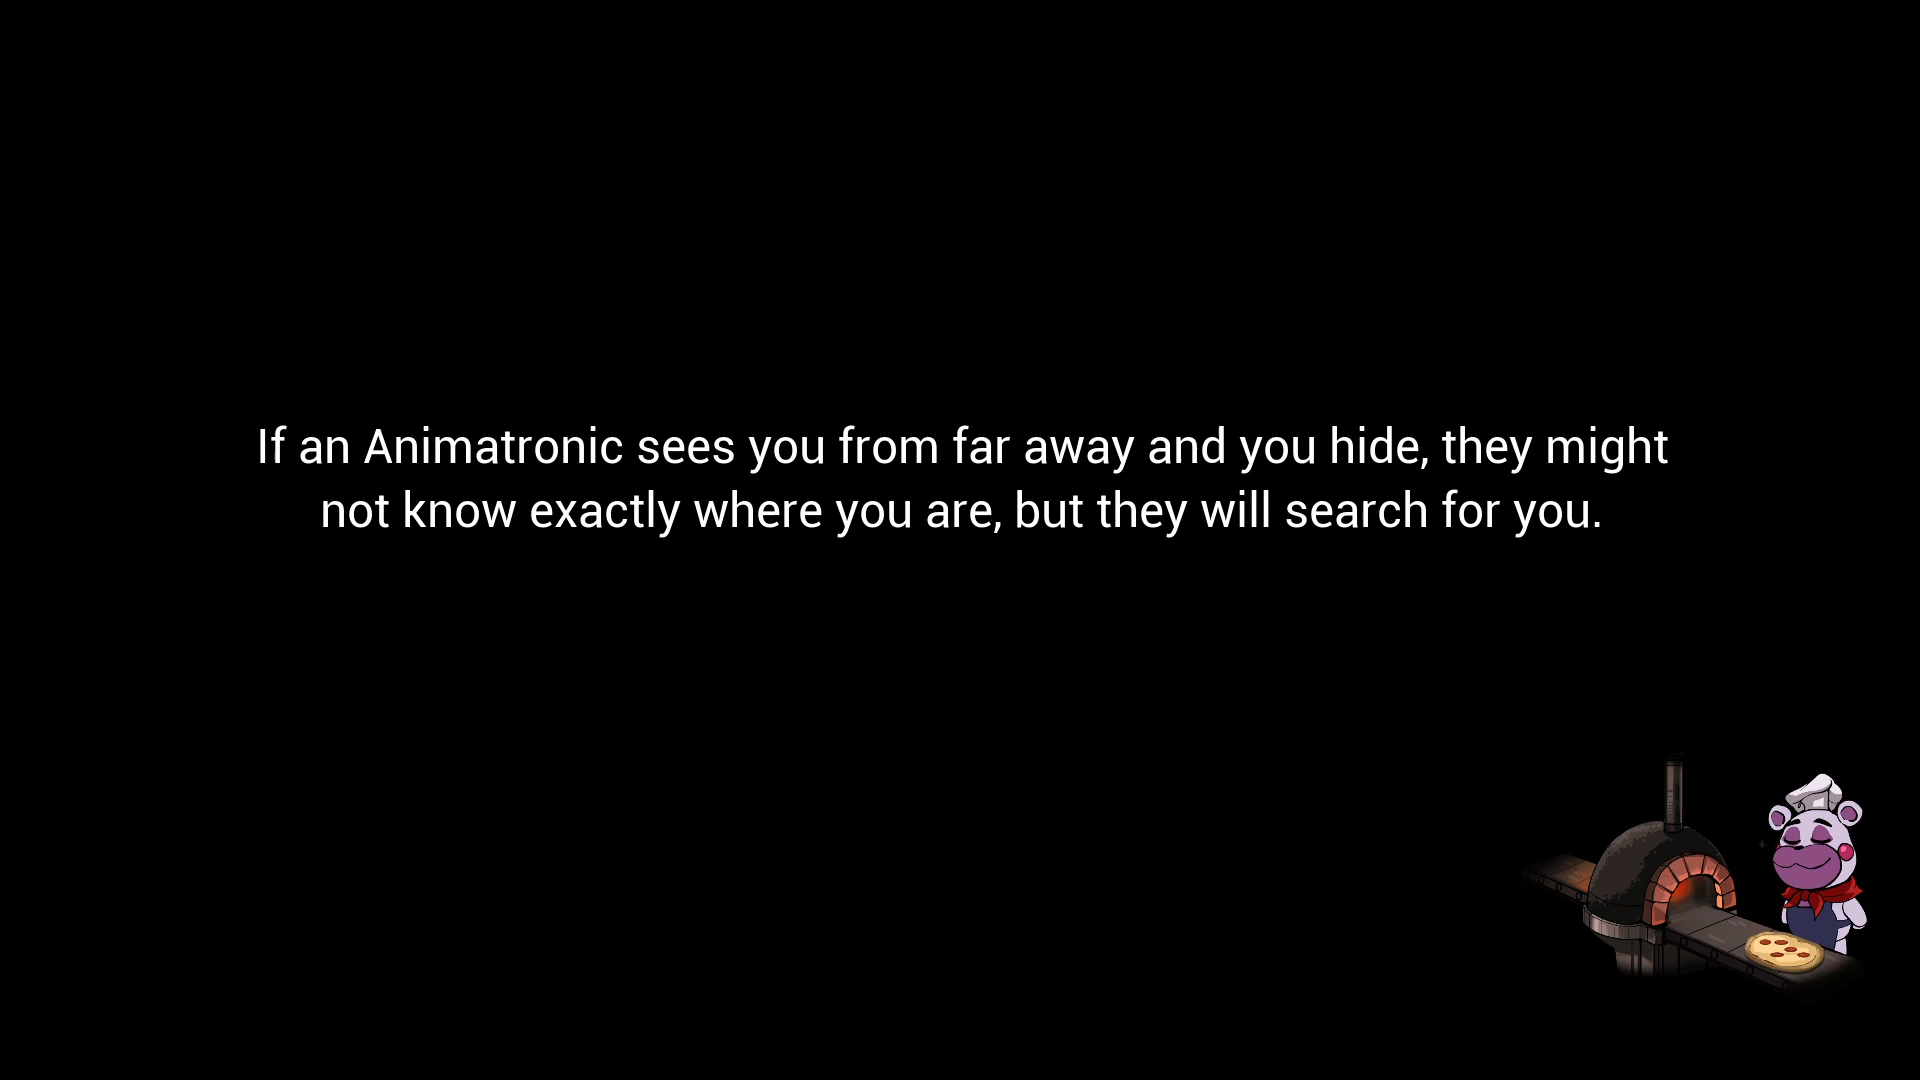 If an Animatronic sees you from far away and you hide, they might
not know exactly where you are, but they will search for you.